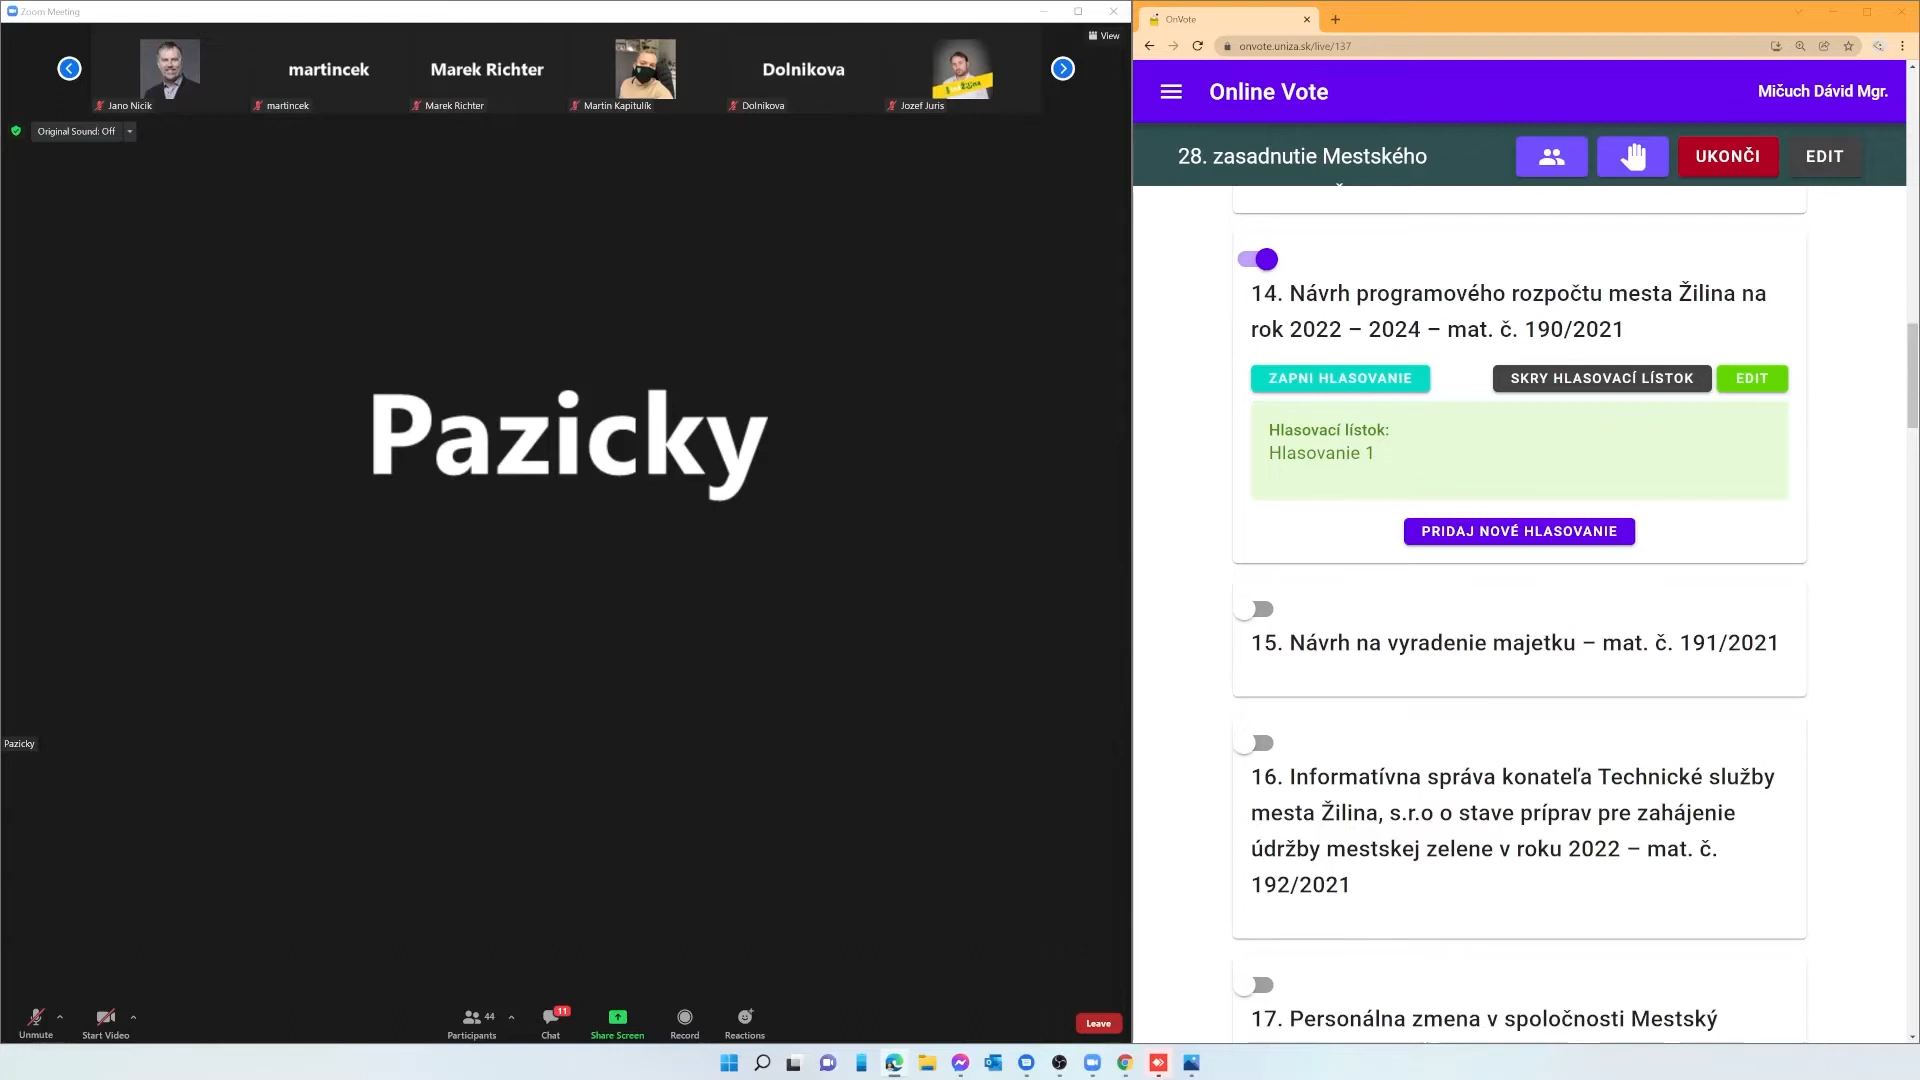 Zoom Meeting
View
martincek
Marek Richter
Dolnikova
Jano Nicik
martincek
Marek Richter
Martin Kapitulík
Dolnikova
Jozef Juris
Original Sound: Off
Pazicky
Pazicky
Unmute
Start Video
44
Participants
11
Chat
Share Screen
Record
Reactions
Leave
OnVote
onvote.uniza.sk/live/137
Online Vote
Mičuch Dávid Mgr.
28. zasadnutie Mestského
UKONČI
EDIT
14. Návrh programového rozpočtu mesta Žilina na
rok 2022 – 2024 – mat. č. 190/2021
ZAPNI HLASOVANIE
SKRY HLASOVACÍ LÍSTOK
EDIT
Hlasovací lístok:
Hlasovanie 1
PRIDAJ NOVÉ HLASOVANIE
15. Návrh na vyradenie majetku – mat. č. 191/2021
16. Informatívna správa konateľa Technické služby
mesta Žilina, s.r.o o stave príprav pre zahájenie
údržby mestskej zelene v roku 2022 – mat. č.
192/2021
17. Personálna zmena v spoločnosti Mestský